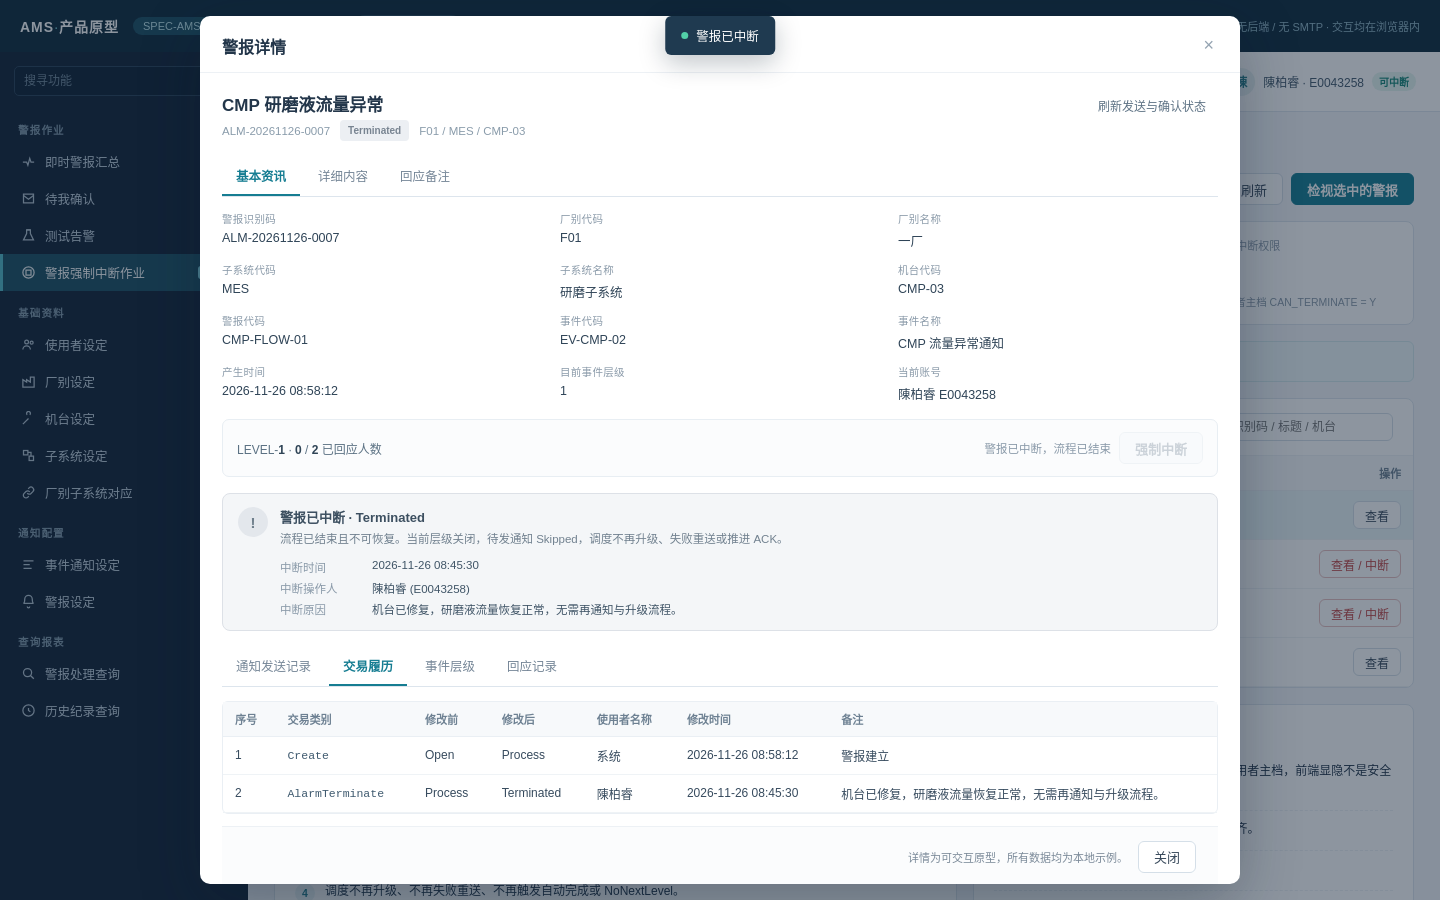 AMS·产品原型
SPEC-AMS
警报已中断
无后端 / 无 SMTP · 交互均在浏览器内
搜寻功能
警报作业
即时警报汇总
待我确认
测试告警
警报强制中断作业
基础资料
使用者设定
厂别设定
机台设定
子系统设定
厂别子系统对应
通知配置
事件通知设定
警报设定
查询报表
警报处理查询
历史纪录查询
警报详情
×
CMP 研磨液流量异常
刷新发送与确认状态
ALM-20261126-0007 Terminated F01 / MES / CMP-03
基本资讯 详细内容 回应备注
警报识别码 厂别代码 厂别名称
ALM-20261126-0007 F01 一厂
子系统代码 子系统名称 机台代码
MES 研磨子系统 CMP-03
警报代码 事件代码 事件名称
CMP-FLOW-01 EV-CMP-02 CMP 流量异常通知
产生时间 目前事件层级 当前账号
2026-11-26 08:58:12 1 陳柏睿 E0043258
LEVEL-1 · 0 / 2 已回应人数 警报已中断，流程已结束 强制中断
! 警报已中断 · Terminated
流程已结束且不可恢复。当前层级关闭，待发通知 Skipped，调度不再升级、失败重送或推进 ACK。
中断时间 2026-11-26 08:45:30
中断操作人 陳柏睿 (E0043258)
中断原因 机台已修复，研磨液流量恢复正常，无需再通知与升级流程。
通知发送记录 交易履历 事件层级 回应记录
序号 交易类别 修改前 修改后 使用者名称 修改时间 备注
1 Create Open Process 系统 2026-11-26 08:58:12 警报建立
2 AlarmTerminate Process Terminated 陳柏睿 2026-11-26 08:45:30 机台已修复，研磨液流量恢复正常，无需再通知与升级流程。
详情为可交互原型，所有数据均为本地示例。 关闭
陳柏睿 · E0043258 可中断
刷新 检视选中的警报
中断权限
者主档 CAN_TERMINATE = Y
识别码 / 标题 / 机台
操作
查看
查看 / 中断
查看 / 中断
查看
用者主档，前端显隐不是安全
齐。
4 调度不再升级、不再失败重送、不再触发自动完成或 NoNextLevel。